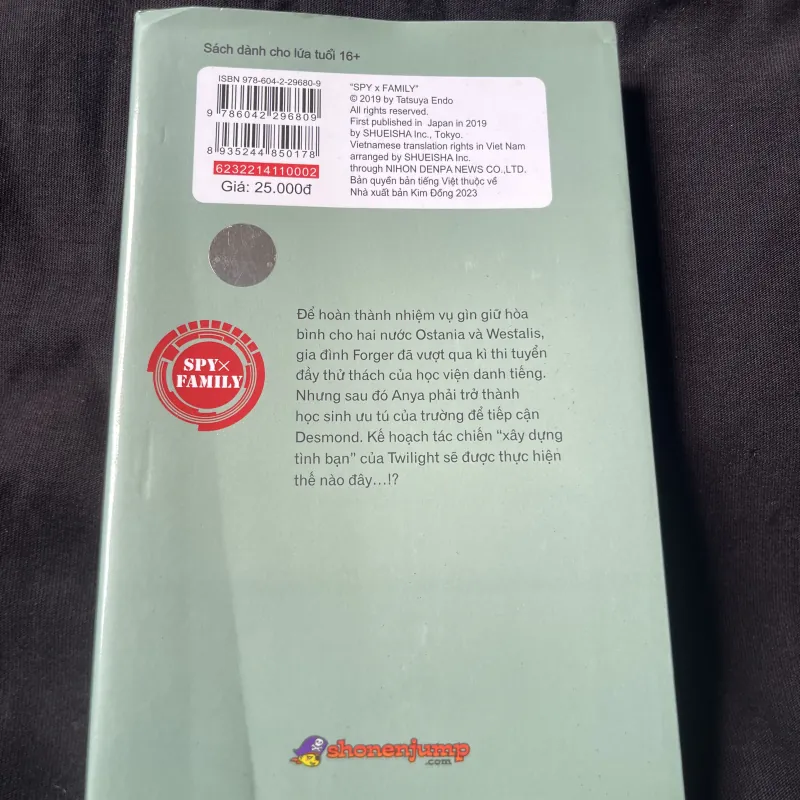 Sách dành cho lứa tuổi 16+
ISBN 978-604-2-29680-9
9 786042 296809
8 935244 850178
6232214110002
Giá: 25.000đ
"SPY x FAMILY"
© 2019 by Tatsuya Endo
All rights reserved.
First published in Japan in 2019
by SHUEISHA Inc., Tokyo.
Vietnamese translation rights in Viet Nam
arranged by SHUEISHA Inc.
through NIHON DENPA NEWS CO.,LTD.
Bản quyền bản tiếng Việt thuộc về
Nhà xuất bản Kim Đồng 2023
SPY×
FAMILY
Để hoàn thành nhiệm vụ gìn giữ hòa
bình cho hai nước Ostania và Westalis,
gia đình Forger đã vượt qua kì thi tuyển
đầy thử thách của học viện danh tiếng.
Nhưng sau đó Anya phải trở thành
học sinh ưu tú của trường để tiếp cận
Desmond. Kế hoạch tác chiến “xây dựng
tình bạn” của Twilight sẽ được thực hiện
thế nào đây...!?
shonenjump
.com